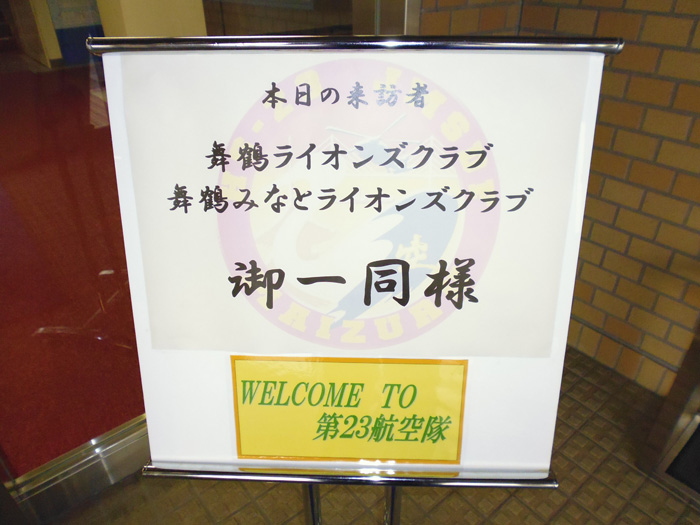 本日の来訪者
舞鶴ライオンズクラブ
舞鶴みなとライオンズクラブ
御一同様
WELCOME TO
第23航空隊